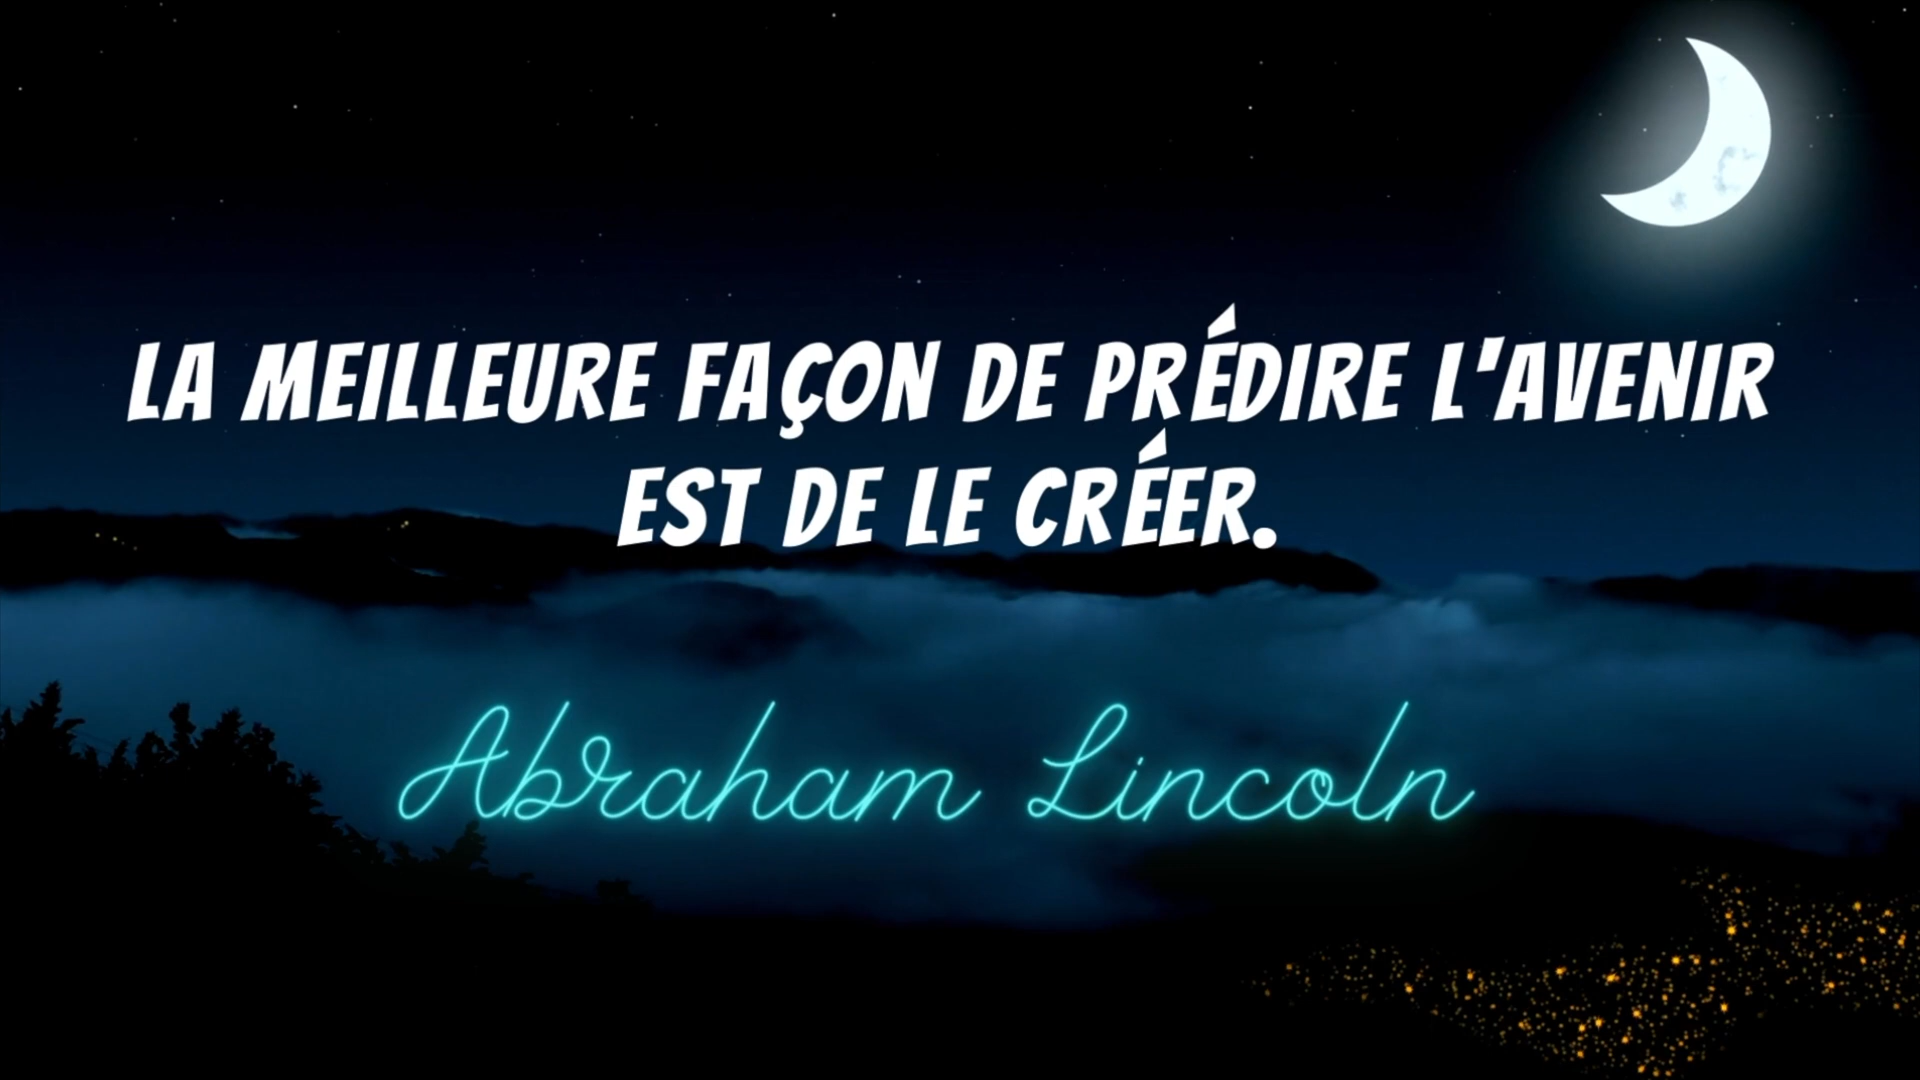 LA MEILLEURE FAÇON DE PRÉDIRE L'AVENIR
EST DE LE CRÉER.
Abraham Lincoln